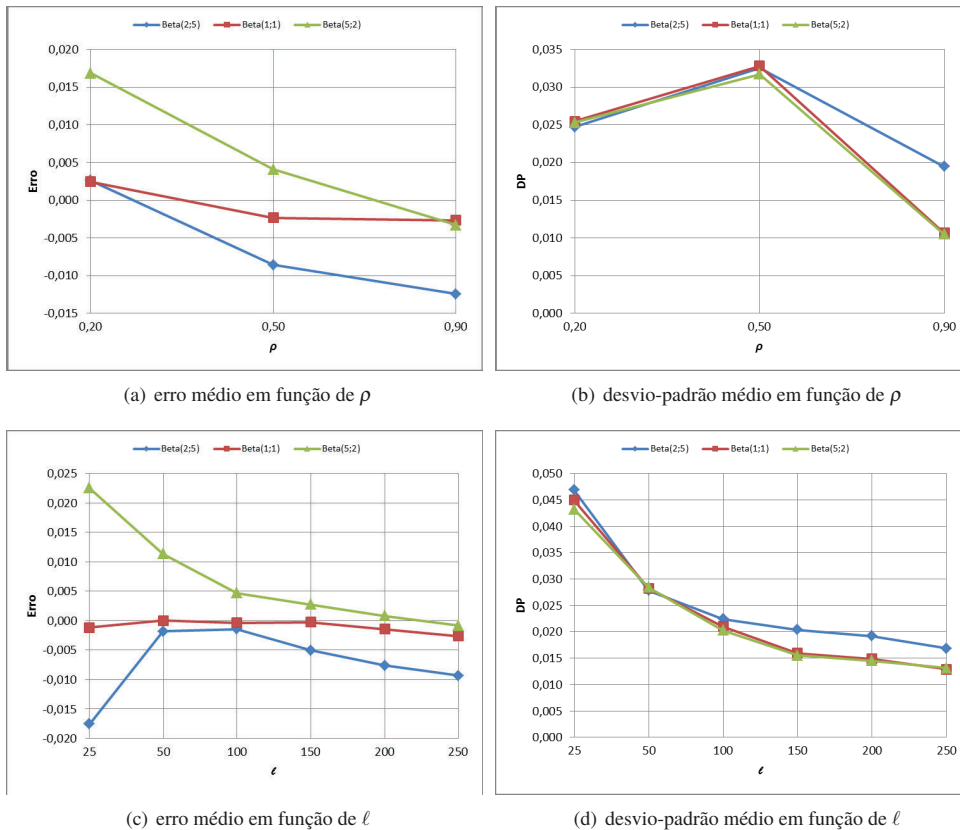 Beta(2;5) Beta(1;1) Beta(5;2)
0,020
0,015
0,010
0,005
0,000
-0,005
-0,010
-0,015
Erro
0,20 0,50 0,90
ρ
(a) erro médio em função de ρ
Beta(2;5) Beta(1;1) Beta(5;2)
0,035
0,030
0,025
0,020
0,015
0,010
0,005
0,000
DP
0,20 0,50 0,90
ρ
(b) desvio-padrão médio em função de ρ
Beta(2;5) Beta(1;1) Beta(5;2)
0,025
0,020
0,015
0,010
0,005
0,000
-0,005
-0,010
-0,015
-0,020
Erro
25 50 100 150 200 250
ℓ
(c) erro médio em função de ℓ
Beta(2;5) Beta(1;1) Beta(5;2)
0,050
0,045
0,040
0,035
0,030
0,025
0,020
0,015
0,010
0,005
0,000
DP
25 50 100 150 200 250
ℓ
(d) desvio-padrão médio em função de ℓ